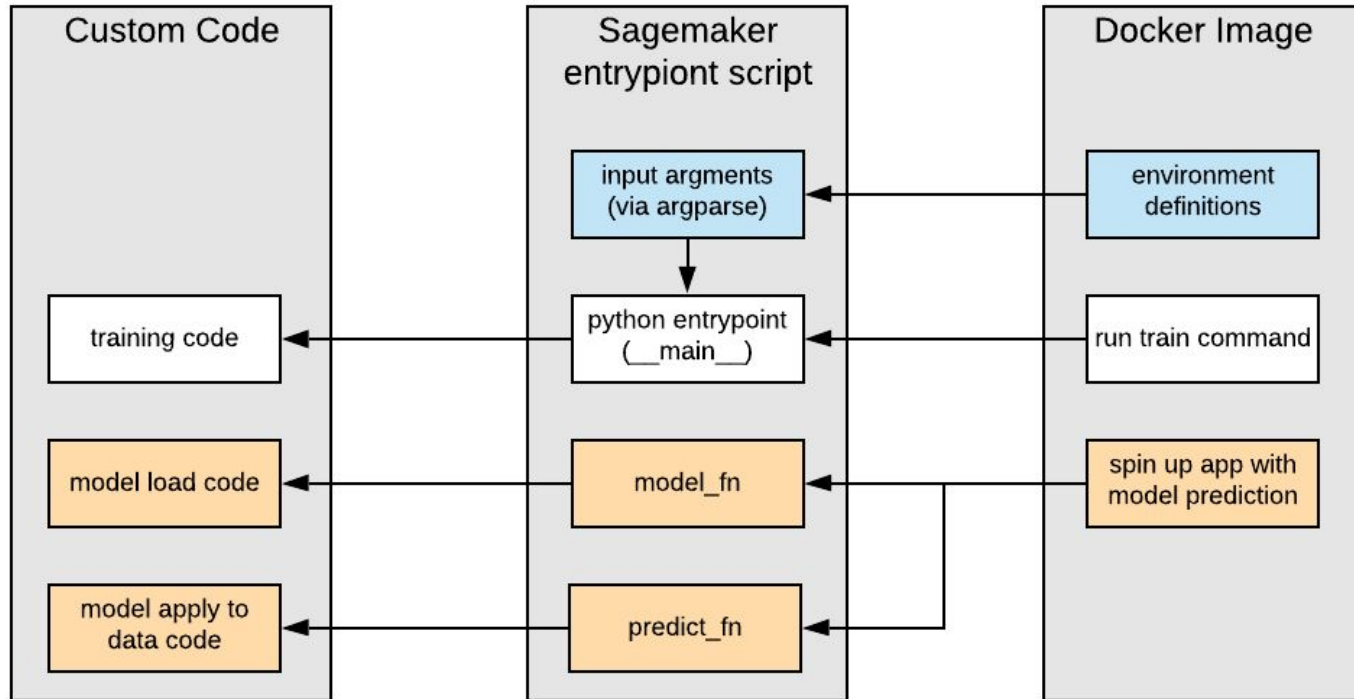 Custom Code
Sagemaker
entrypiont script
Docker Image
input argments
(via argparse)
environment
definitions
training code
python entrypoint
(__main__)
run train command
model load code
model_fn
spin up app with
model prediction
model apply to
data code
predict_fn